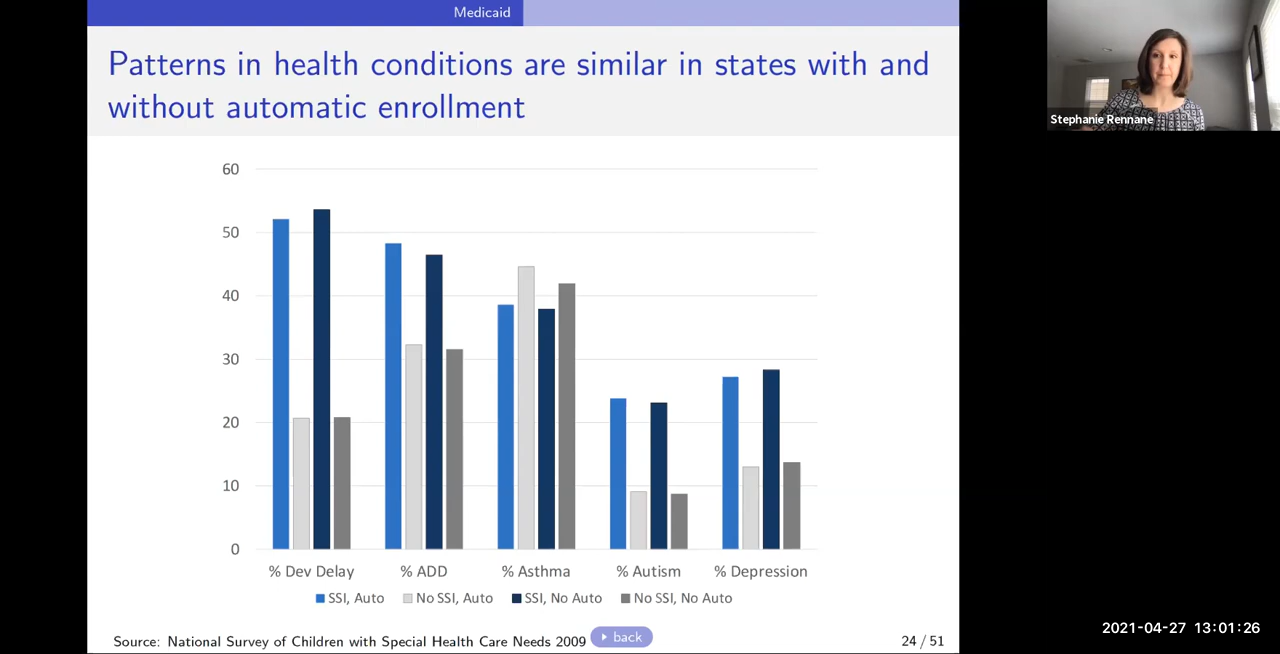 Medicaid
Patterns in health conditions are similar in states with and
without automatic enrollment
60
50
40
30
20
10
0
% Dev Delay % ADD % Asthma % Autism % Depression
SSI, Auto No SSI, Auto SSI, No Auto No SSI, No Auto
Source: National Survey of Children with Special Health Care Needs 2009 back 24 / 51
Stephanie Rennane
2021-04-27 13:01:26